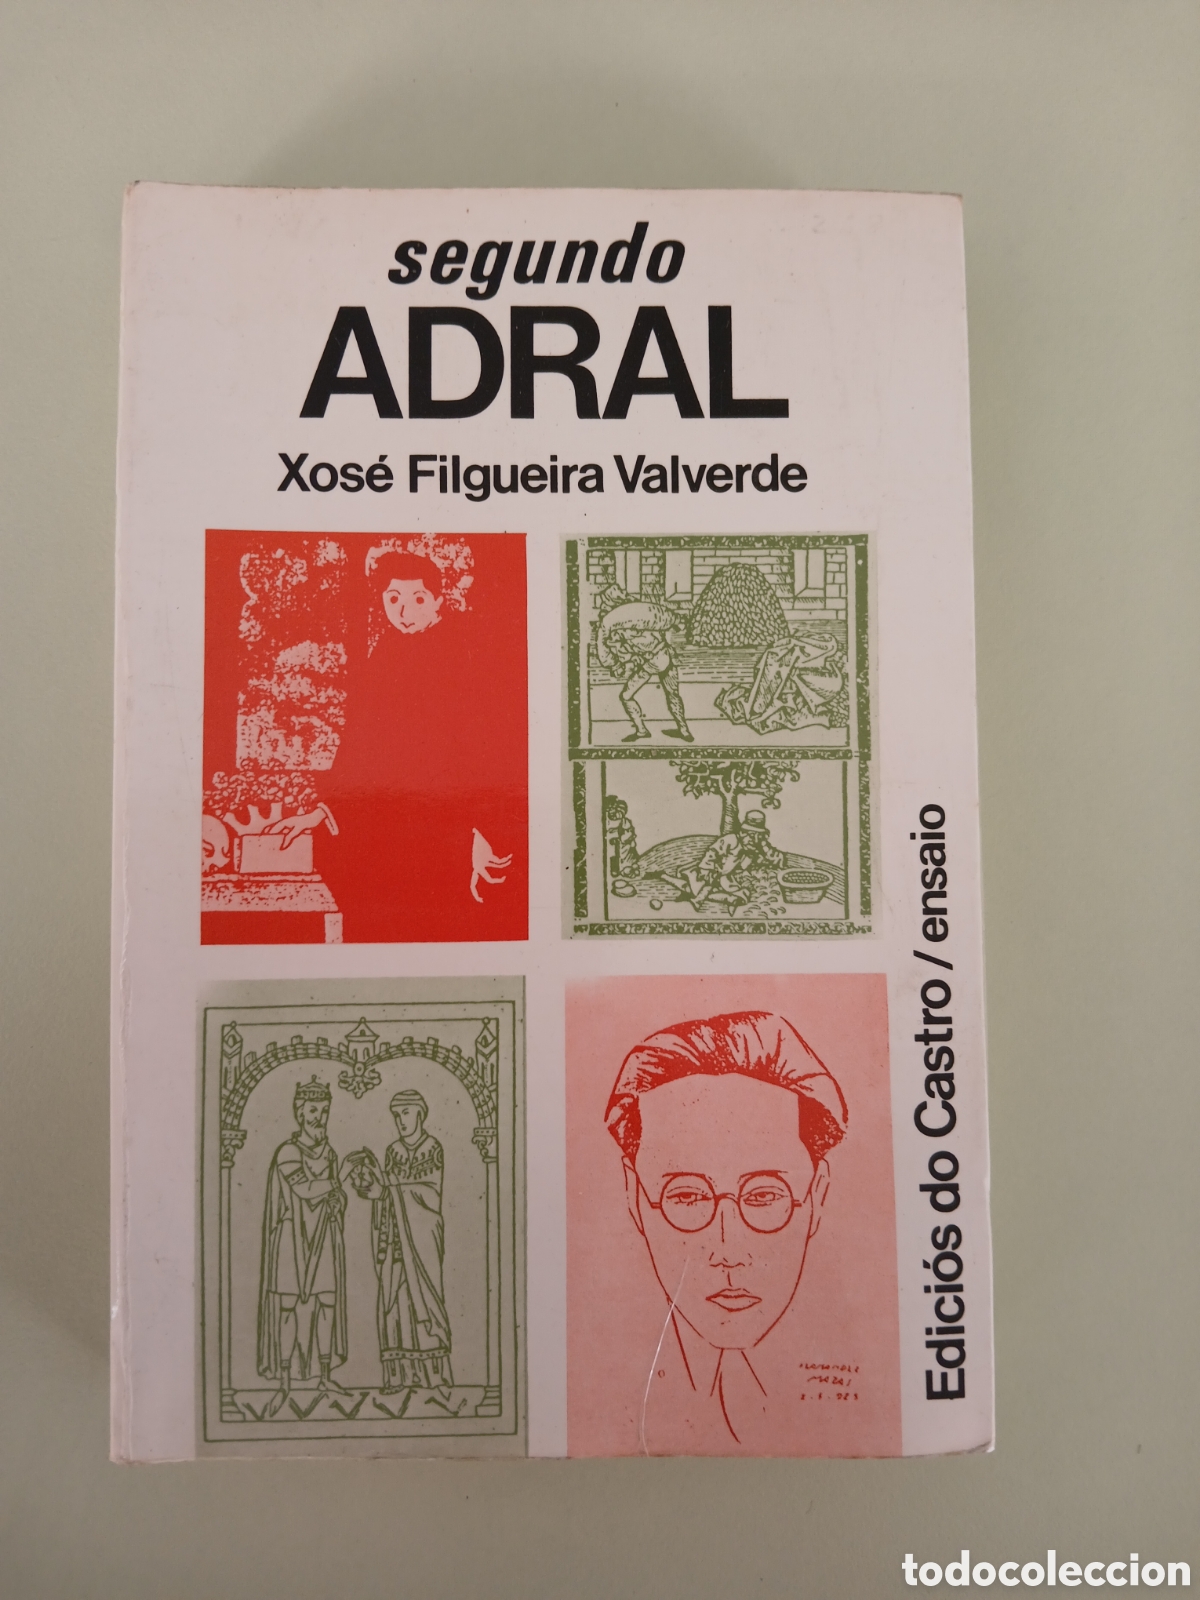 segundo
ADRAL
Xosé Filgueira Valverde
Ediciós do Castro / ensaio
todocoleccion